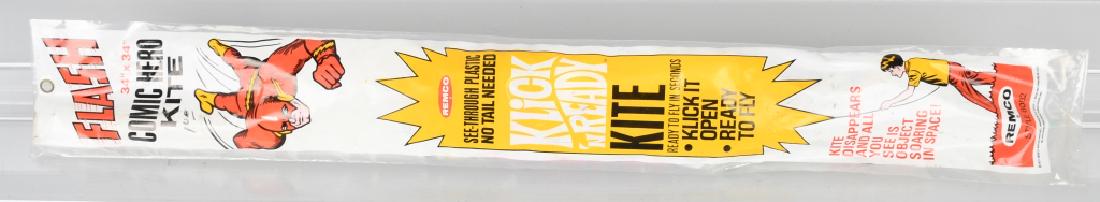 FLASH
34" x 34"
COMIC HERO
KITE
REMCO
SEE-THROUGH PLASTIC
NO TAIL NEEDED
KLICK
'N READY
KITE
READY TO FLY IN SECONDS
• KLICK IT
OPEN
• READY
TO FLY
KITE
DISAPPEARS
AND ALL
YOU
SEE IS
OBJECT
SOARING
IN SPACE!
REMCO